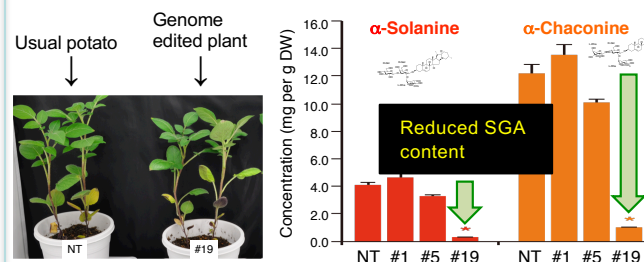 Usual potato
Genome
edited plant
NT
#19
Concentration (mg per g DW)
16.0
14.0
12.0
10.0
8.0
6.0
4.0
2.0
0.0
α-Solanine
α-Chaconine
Reduced SGA
content
*
*
NT #1 #5 #19
NT #1 #5 #19